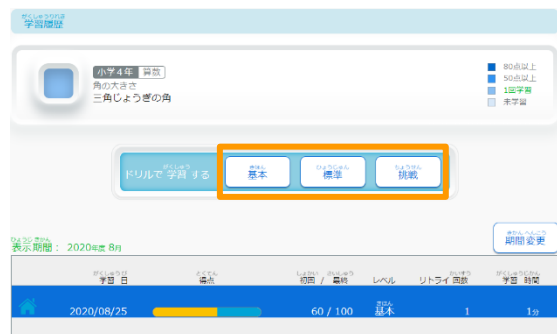 がくしゅうりれき
学習履歴
小学4年 算数
角の大きさ
三角じょうぎの角
80点以上
50点以上
1回学習
未学習
がくしゅう
ドリルで 学習 する
きほん
基本
ひょうじゅん
標準
ちょうせん
挑戦
ひょうじ きかん
表示 期間： 2020年度 8月
きかん へんこう
期間 変更
がくしゅうび とくてん しょかい さいしゅう かいすう がくしゅう じかん
学習 日 得点 初回 / 最終 レベル リトライ 回数 学習 時間
きほん
2020/08/25 60 / 100 基本 1 1分